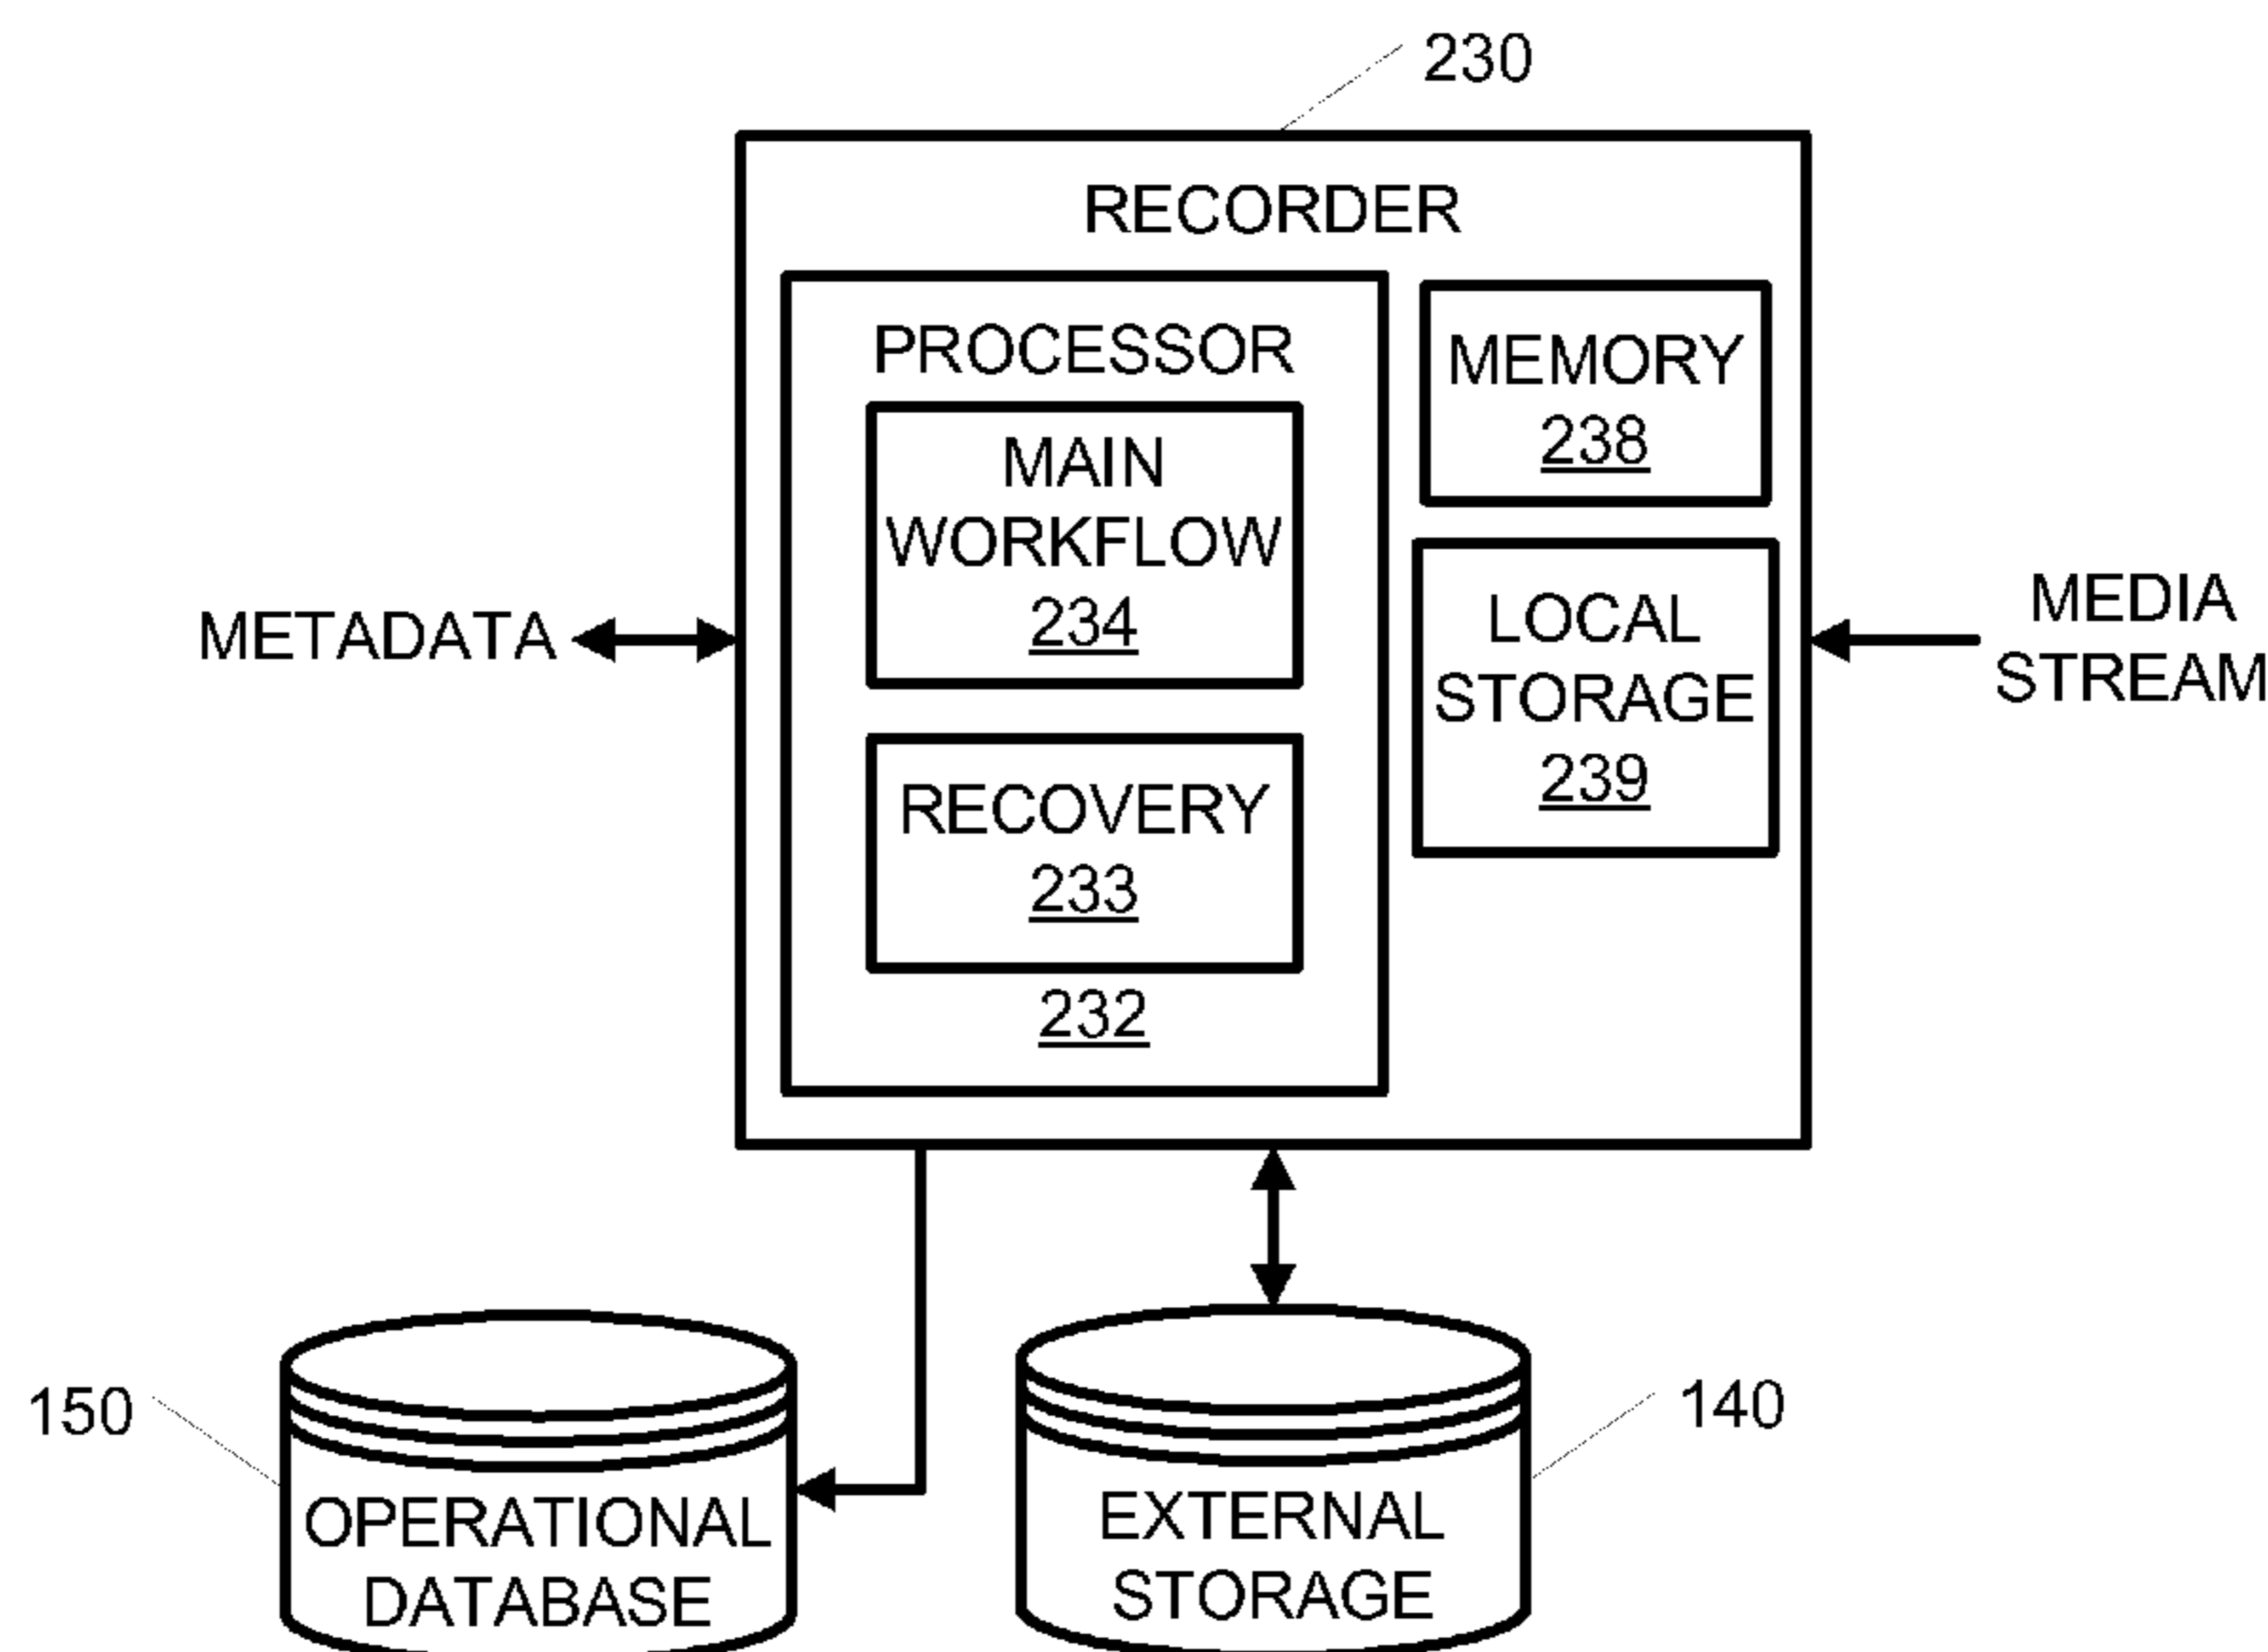 230
RECORDER
PROCESSOR
MAIN
WORKFLOW
234
RECOVERY
233
232
MEMORY
238
LOCAL
STORAGE
239
METADATA
MEDIA
STREAM
150
OPERATIONAL
DATABASE
EXTERNAL
STORAGE
140